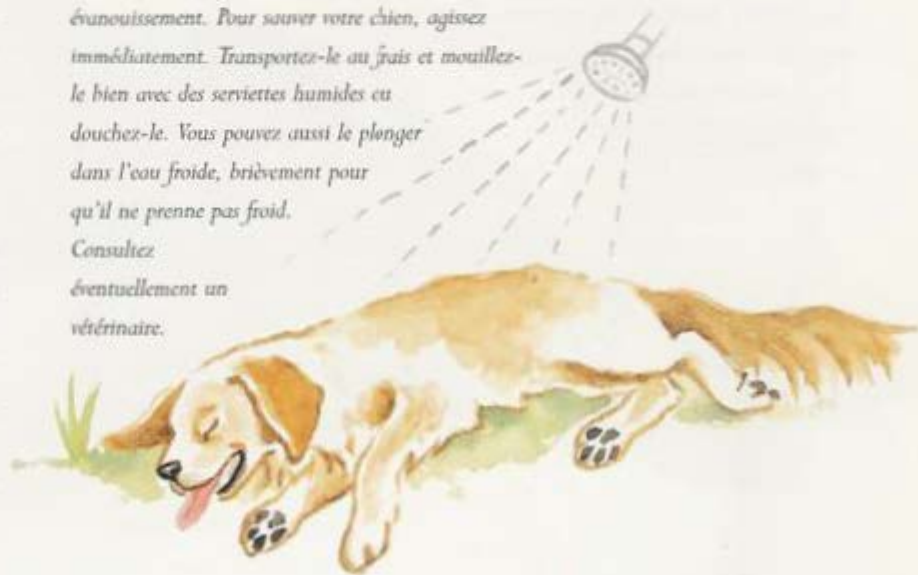 évanouissement. Pour sauver votre chien, agissez
immédiatement. Transportez-le au frais et mouillez-
le bien avec des serviettes humides ou
douchez-le. Vous pouvez aussi le plonger
dans l'eau froide, brièvement pour
qu'il ne prenne pas froid.
Consultez
éventuellement un
vétérinaire.